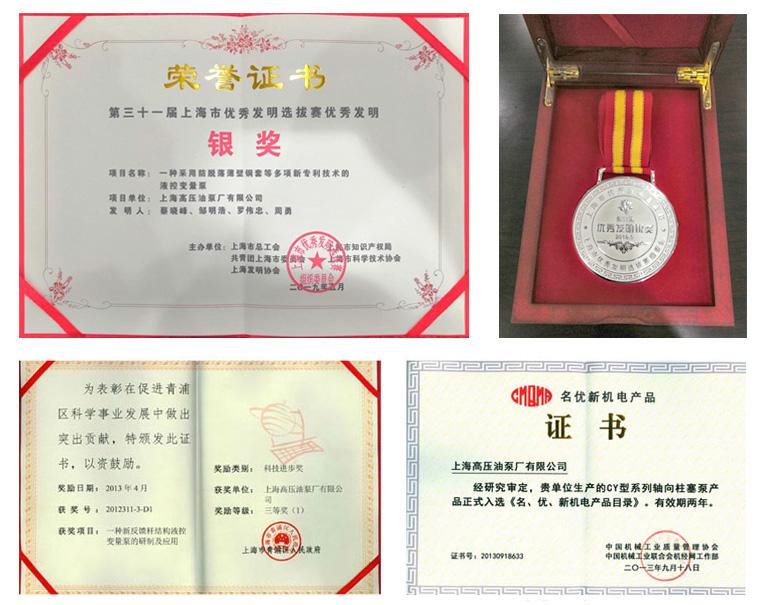 荣誉证书
第三十一届上海市优秀发明选拔赛优秀发明
银奖
项目名称：一种采用防脱落薄壁铜套等多项新专利技术的
液控变量泵
项目单位：上海高压油泵厂有限公司
发明人：蔡晓峰、邹明浩、罗伟忠、周勇
主办单位：上海市总工会 上海市知识产权局
共青团上海市委员会 上海市科学技术协会
上海发明协会
二〇一九年 月
优秀发明银奖
为表彰在促进青浦
区科学事业发展中做出
突出贡献，特颁发此证
书，以资鼓励。
奖励日期：2013年4月
获奖号：2012311-3-D1
获奖项目：一种新反馈杆结构液控
变量泵的研制及应用
奖励类别：科技进步奖
获奖单位：上海高压油泵厂有限公
司
奖励等级：三等奖（1）
上海市青浦区人民政府
CMQMA 名优新机电产品
证书
上海高压油泵厂有限公司
经研究审定，贵单位生产的CY型系列轴向柱塞泵产
品正式入选《名、优、新机电产品目录》。有效期两年。
中国机械工业质量管理协会
证书号：20130918633 中国机械工业联合会机经网工作部
二〇一三年九月十八日